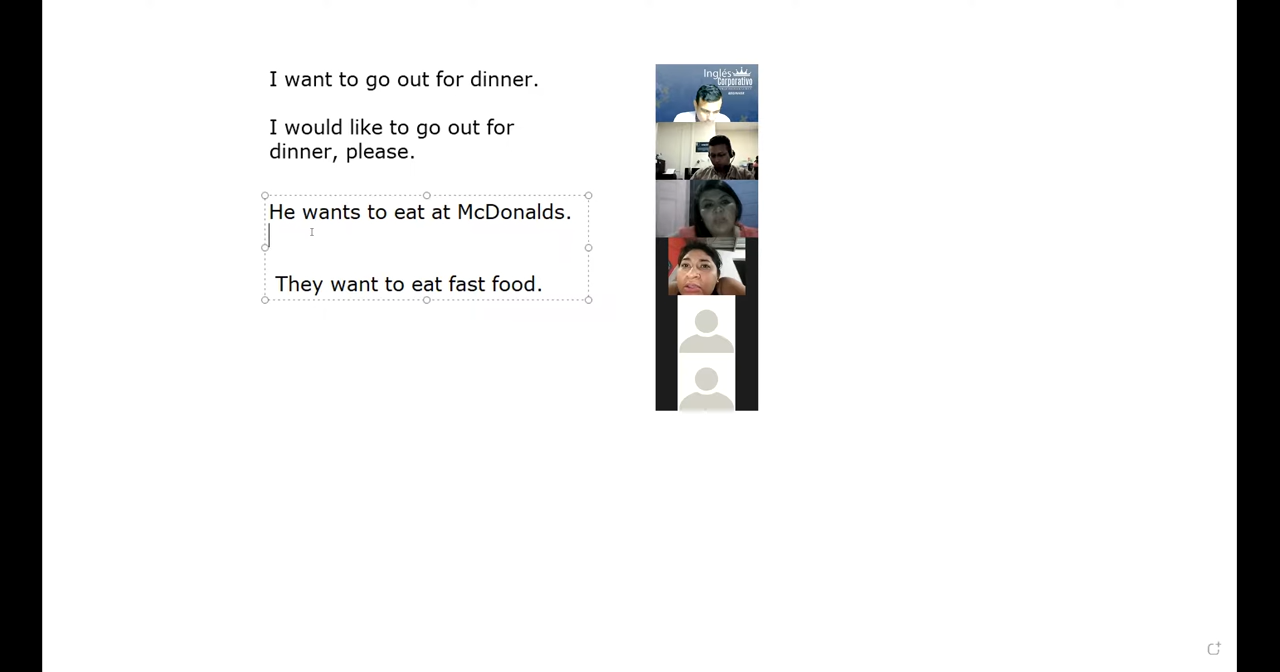 I want to go out for dinner.
I would like to go out for
dinner, please.
He wants to eat at McDonalds.
They want to eat fast food.
Inglés
Corporativo